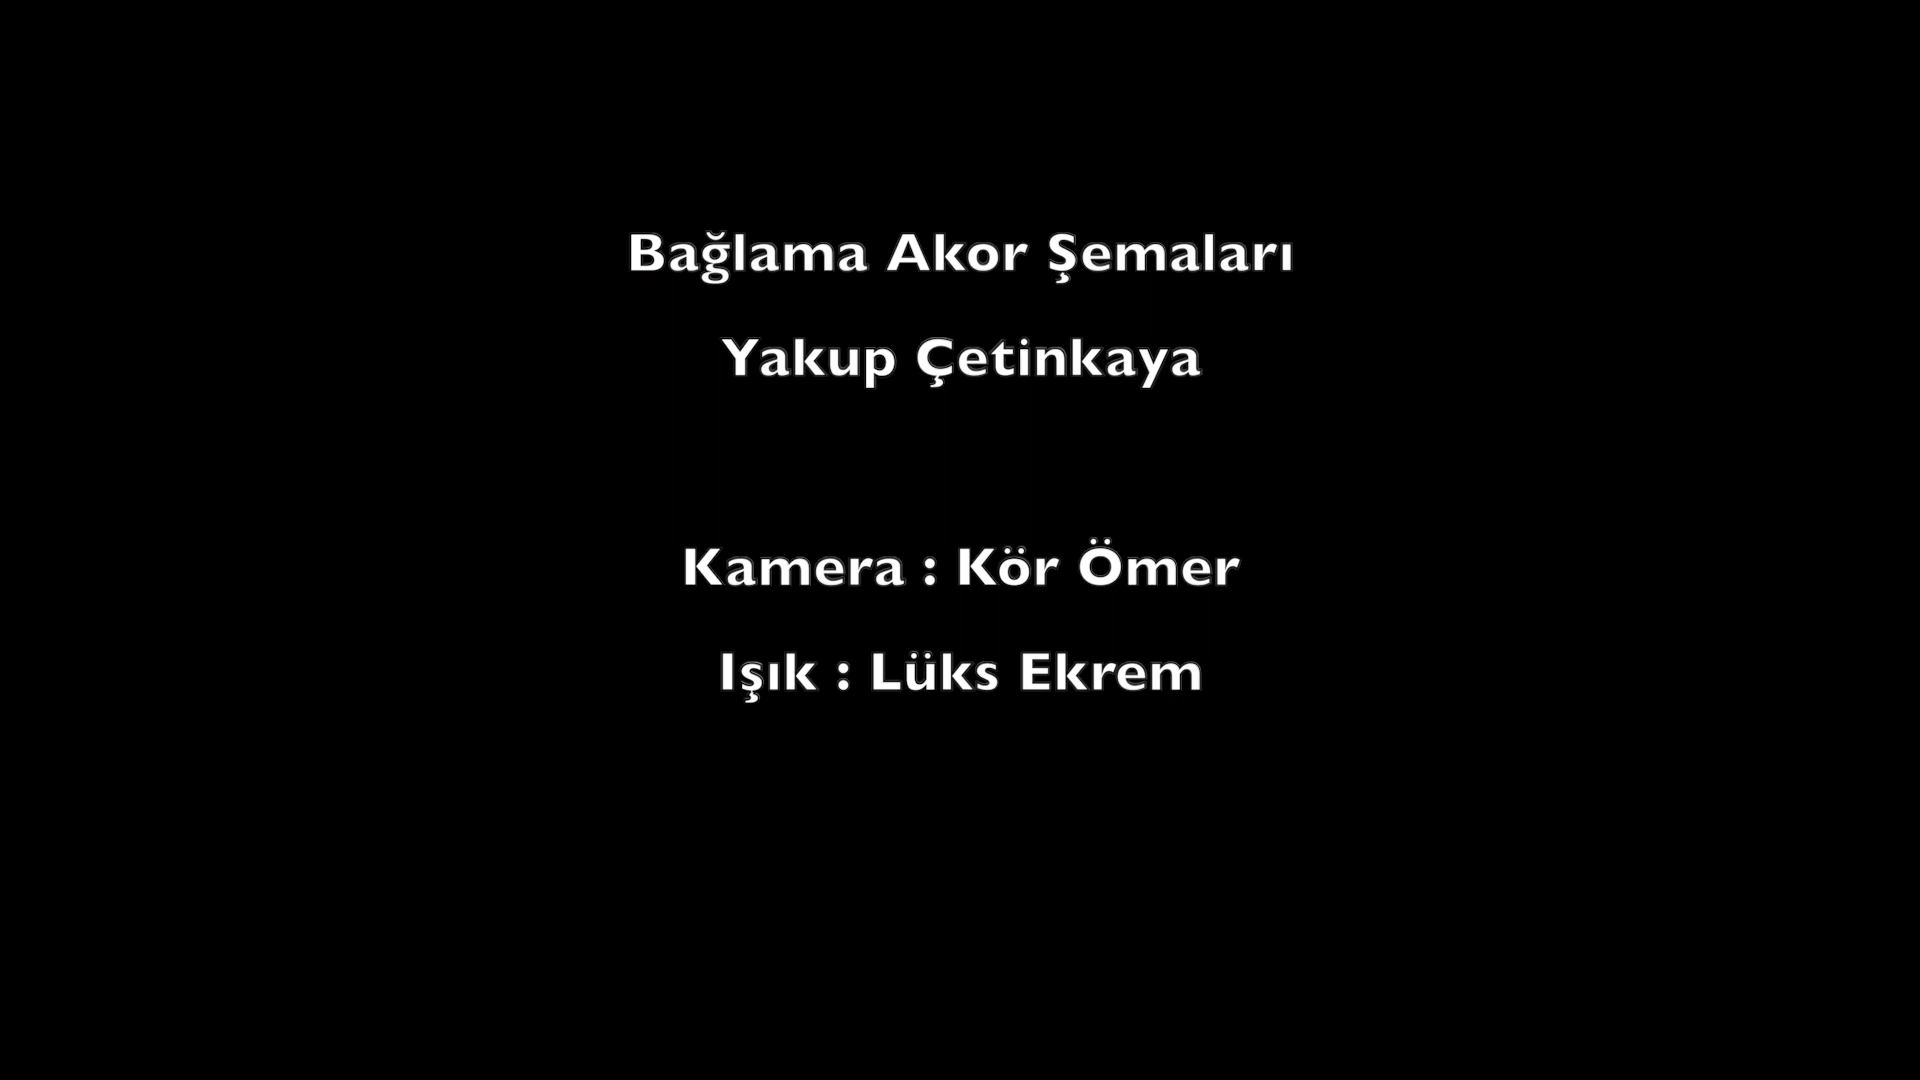 Bağlama Akor Şemaları
Yakup Çetinkaya
Kamera : Kör Ömer
Işık : Lüks Ekrem